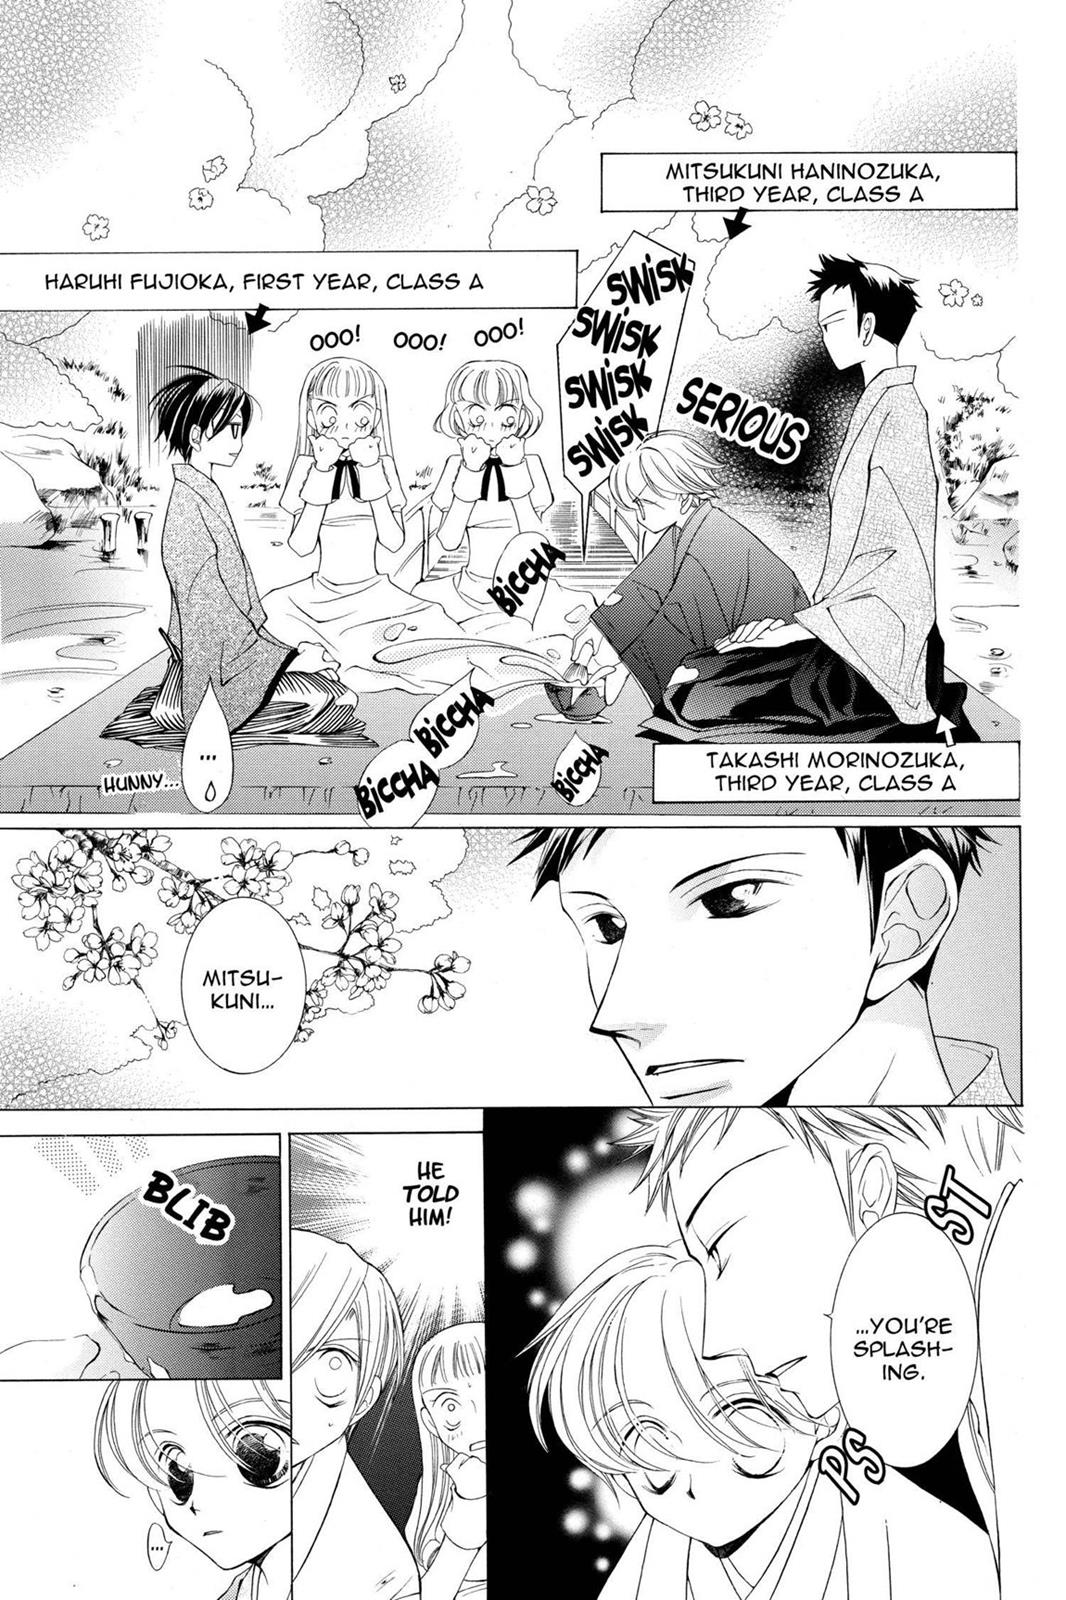 MITSUKUNI HANINOZUKA,
THIRD YEAR, CLASS A
HARUHI FUJIOKA, FIRST YEAR, CLASS A
OOO!
OOO!
OOO!
SWISK
SWISK
SWISK
SWISK
SERIOUS
BICCHA
BICCHA
BICCHA
BICCHA
...
HUNNY...
TAKASHI MORINOZUKA,
THIRD YEAR, CLASS A
MITSU-
KUNI...
BLIB
HE
TOLD
HIM!
...
PS
ST
...YOU'RE
SPLASH-
ING.